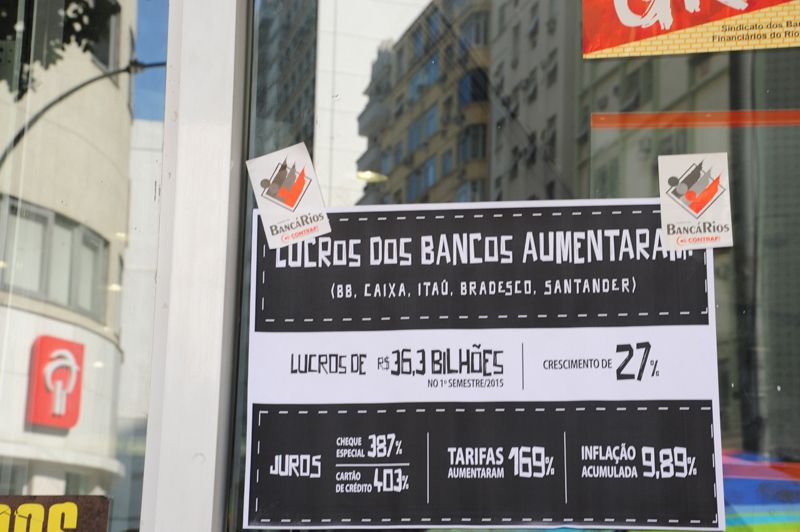 Sindicato dos Ban
Financiários do Rio
BANCÁRIOS
CONTRAF
BANCÁRIOS
CONTRAF
LUCROS DOS BANCOS AUMENTARAM:
(BB, CAIXA, ITAÚ, BRADESCO, SANTANDER)
LUCROS DE R$ 36,3 BILHÕES
NO 1º SEMESTRE/2015
CRESCIMENTO DE 27%
JUROS
CHEQUE ESPECIAL 387%
CARTÃO DE CRÉDITO 403%
TARIFAS AUMENTARAM 169%
INFLAÇÃO ACUMULADA 9,89%